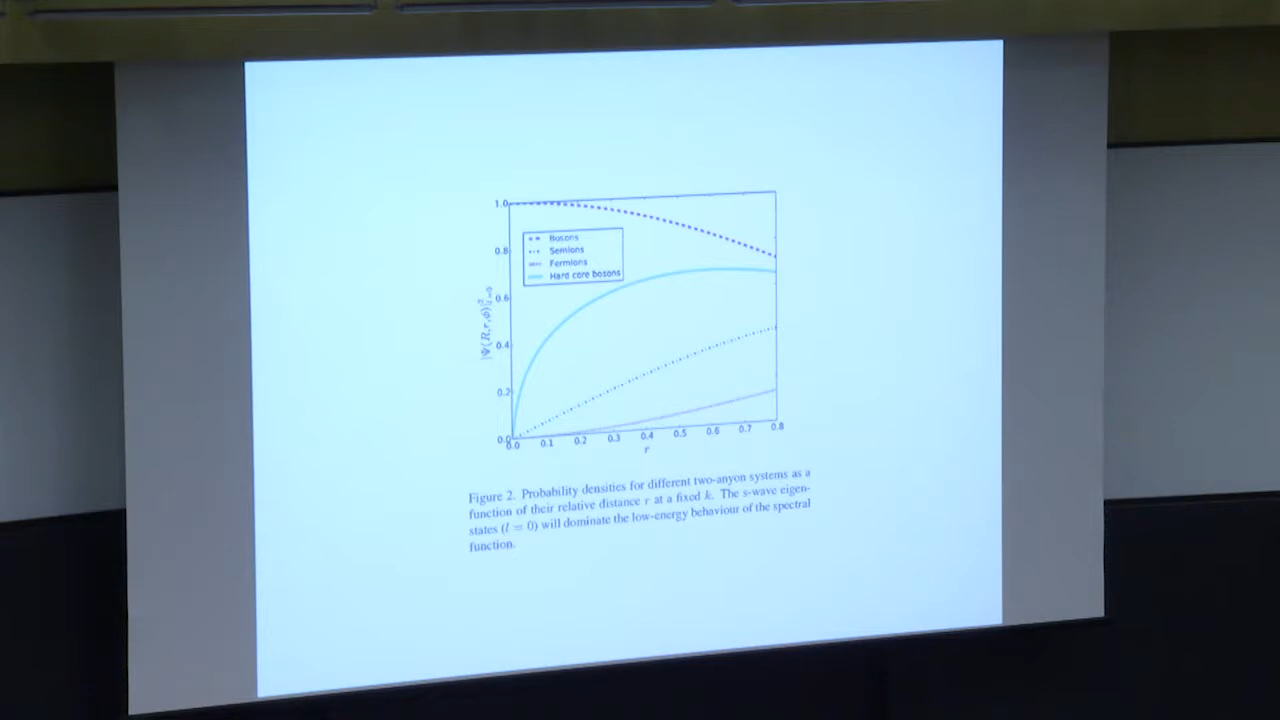 1.0
0.8
0.6
0.4
0.2
0.0
Bosons
Semions
Fermions
Hard core bosons
|Ψ(R,r,ϕ)|²ₗ₌₀
0.0 0.1 0.2 0.3 0.4 0.5 0.6 0.7 0.8
r
Figure 2. Probability densities for different two-anyon systems as a
function of their relative distance r at a fixed k. The s-wave eigen-
states (l = 0) will dominate the low-energy behaviour of the spectral
function.